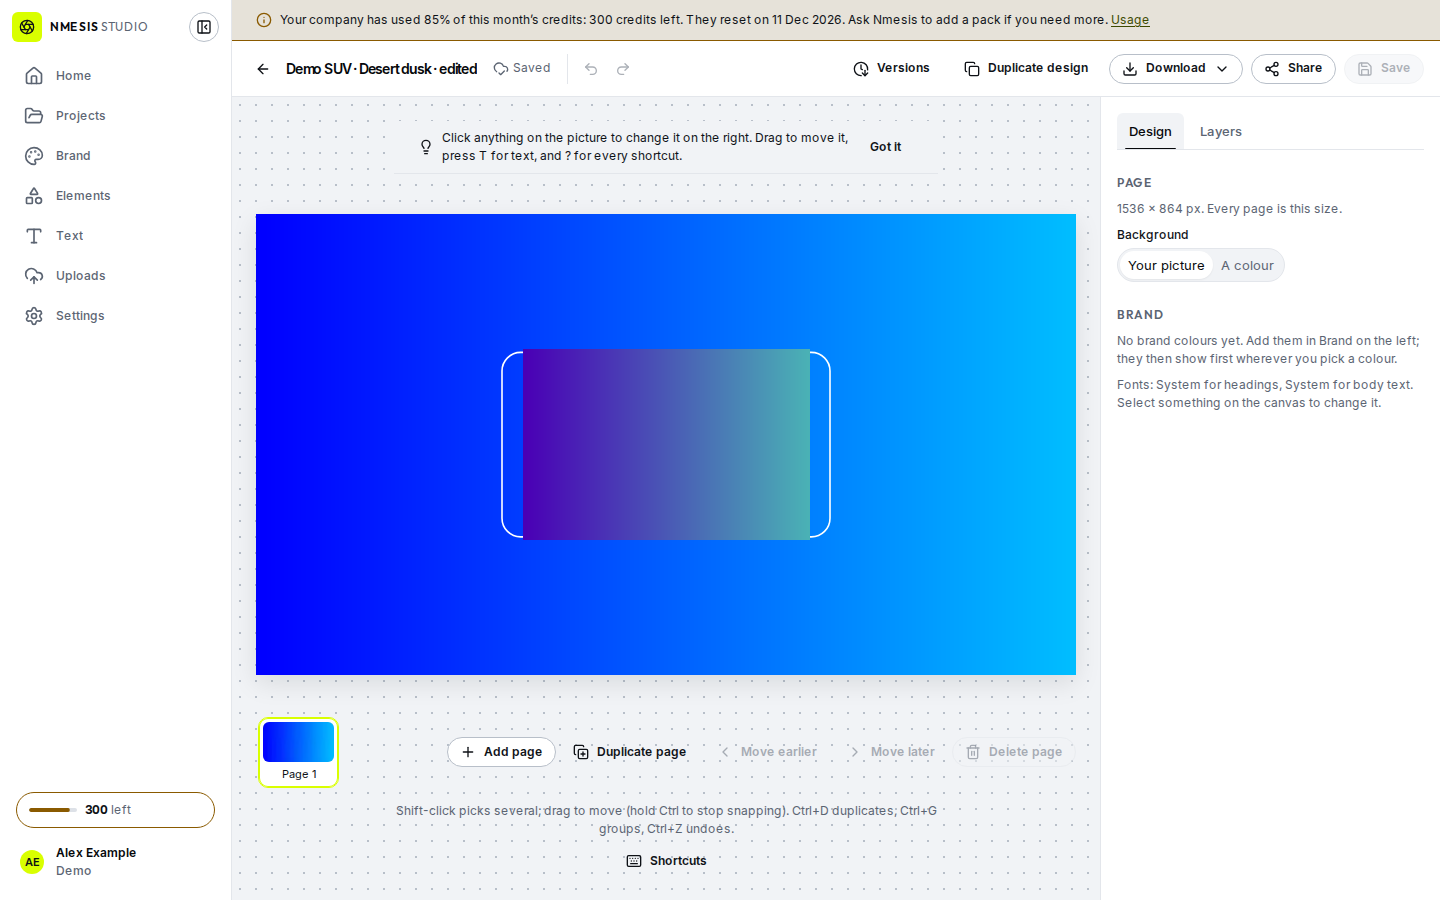 NMESIS STUDIO
Your company has used 85% of this month's credits: 300 credits left. They reset on 11 Dec 2026. Ask Nmesis to add a pack if you need more. Usage
Demo SUV · Desert dusk · edited
Saved
Versions
Duplicate design
Download
Share
Save
Home
Projects
Brand
Elements
Text
Uploads
Settings
Click anything on the picture to change it on the right. Drag to move it,
press T for text, and ? for every shortcut.
Got it
Design
Layers
PAGE
1536 × 864 px. Every page is this size.
Background
Your picture
A colour
BRAND
No brand colours yet. Add them in Brand on the left;
they then show first wherever you pick a colour.
Fonts: System for headings, System for body text.
Select something on the canvas to change it.
Page 1
Add page
Duplicate page
Move earlier
Move later
Delete page
Shift-click picks several; drag to move (hold Ctrl to stop snapping). Ctrl+D duplicates; Ctrl+G
groups, Ctrl+Z undoes.
Shortcuts
300 left
AE
Alex Example
Demo